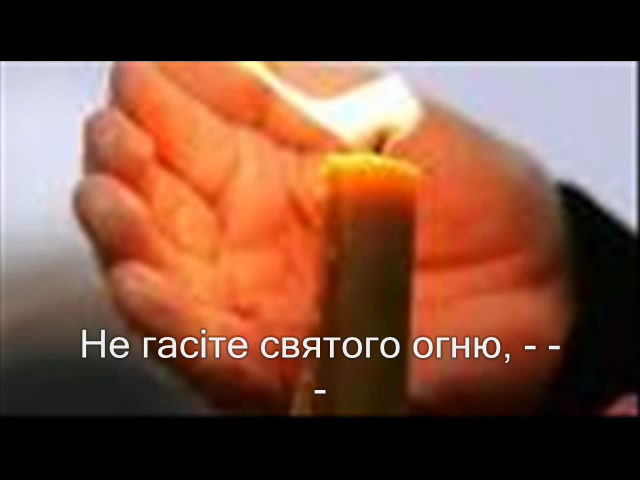 Не гасіте святого огню, - -
-